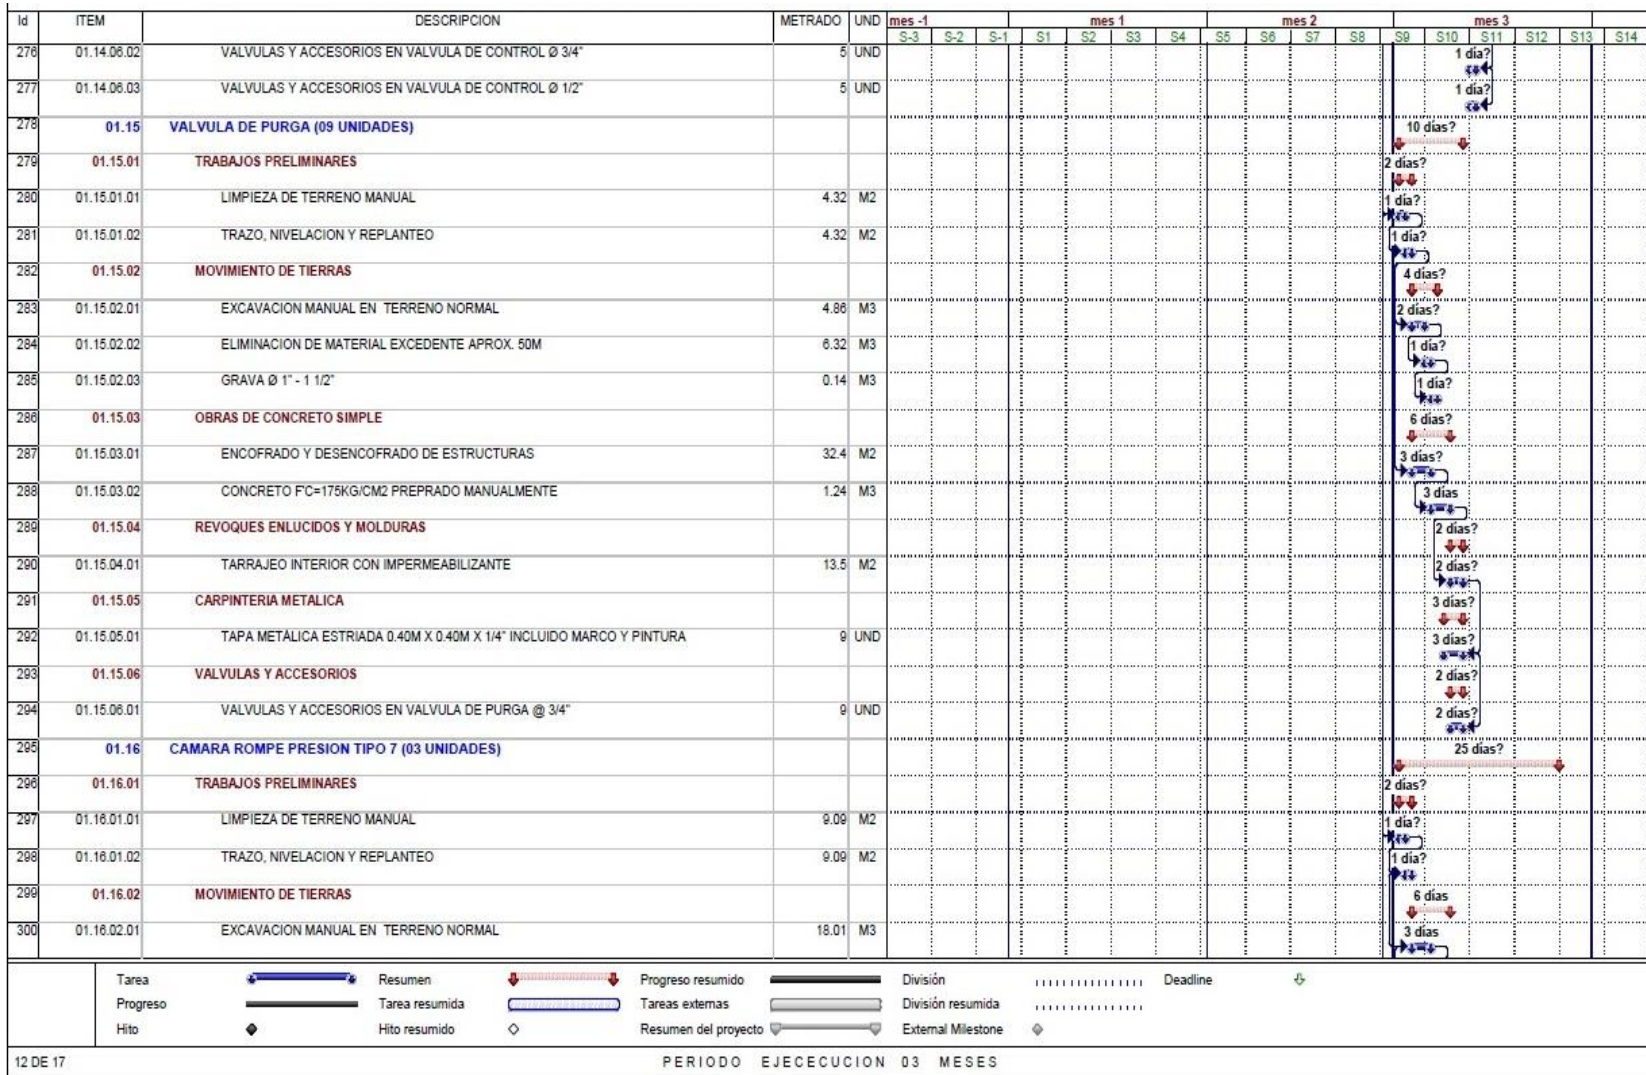 Id ITEM DESCRIPCION METRADO UND mes -1 mes 1 mes 2 mes 3
S-3 S-2 S-1 S1 S2 S3 S4 S5 S6 S7 S8 S9 S10 S11 S12 S13 S14
276 01.14.06.02 VALVULAS Y ACCESORIOS EN VALVULA DE CONTROL Ø 3/4" 5 UND 1 día?
277 01.14.06.03 VALVULAS Y ACCESORIOS EN VALVULA DE CONTROL Ø 1/2" 5 UND 1 día?
278 01.15 VALVULA DE PURGA (09 UNIDADES) 10 días?
279 01.15.01 TRABAJOS PRELIMINARES 2 días?
280 01.15.01.01 LIMPIEZA DE TERRENO MANUAL 4.32 M2 1 día?
281 01.15.01.02 TRAZO, NIVELACION Y REPLANTEO 4.32 M2 1 día?
282 01.15.02 MOVIMIENTO DE TIERRAS 4 días?
283 01.15.02.01 EXCAVACION MANUAL EN TERRENO NORMAL 4.86 M3 2 días?
284 01.15.02.02 ELIMINACION DE MATERIAL EXCEDENTE APROX. 50M 6.32 M3 1 día?
285 01.15.02.03 GRAVA Ø 1" - 1 1/2" 0.14 M3 1 día?
286 01.15.03 OBRAS DE CONCRETO SIMPLE 6 días?
287 01.15.03.01 ENCOFRADO Y DESENCOFRADO DE ESTRUCTURAS 32.4 M2 3 días?
288 01.15.03.02 CONCRETO F'C=175KG/CM2 PREPRADO MANUALMENTE 1.24 M3 3 días
289 01.15.04 REVOQUES ENLUCIDOS Y MOLDURAS 2 días?
290 01.15.04.01 TARRAJEO INTERIOR CON IMPERMEABILIZANTE 13.5 M2 2 días?
291 01.15.05 CARPINTERIA METALICA 3 días?
292 01.15.05.01 TAPA METÁLICA ESTRIADA 0.40M X 0.40M X 1/4" INCLUIDO MARCO Y PINTURA 9 UND 3 días?
293 01.15.06 VALVULAS Y ACCESORIOS 2 días?
294 01.15.06.01 VALVULAS Y ACCESORIOS EN VALVULA DE PURGA @ 3/4" 9 UND 2 días?
295 01.16 CAMARA ROMPE PRESION TIPO 7 (03 UNIDADES) 25 días?
296 01.16.01 TRABAJOS PRELIMINARES 2 días?
297 01.16.01.01 LIMPIEZA DE TERRENO MANUAL 9.09 M2 1 día?
298 01.16.01.02 TRAZO, NIVELACION Y REPLANTEO 9.09 M2 1 día?
299 01.16.02 MOVIMIENTO DE TIERRAS 6 días
300 01.16.02.01 EXCAVACION MANUAL EN TERRENO NORMAL 18.01 M3 3 días
Tarea Resumen Progreso resumido División Deadline
Progreso Tarea resumida Tareas externas División resumida
Hito Hito resumido Resumen del proyecto External Milestone
12 DE 17 PERIODO EJECECUCION 03 MESES